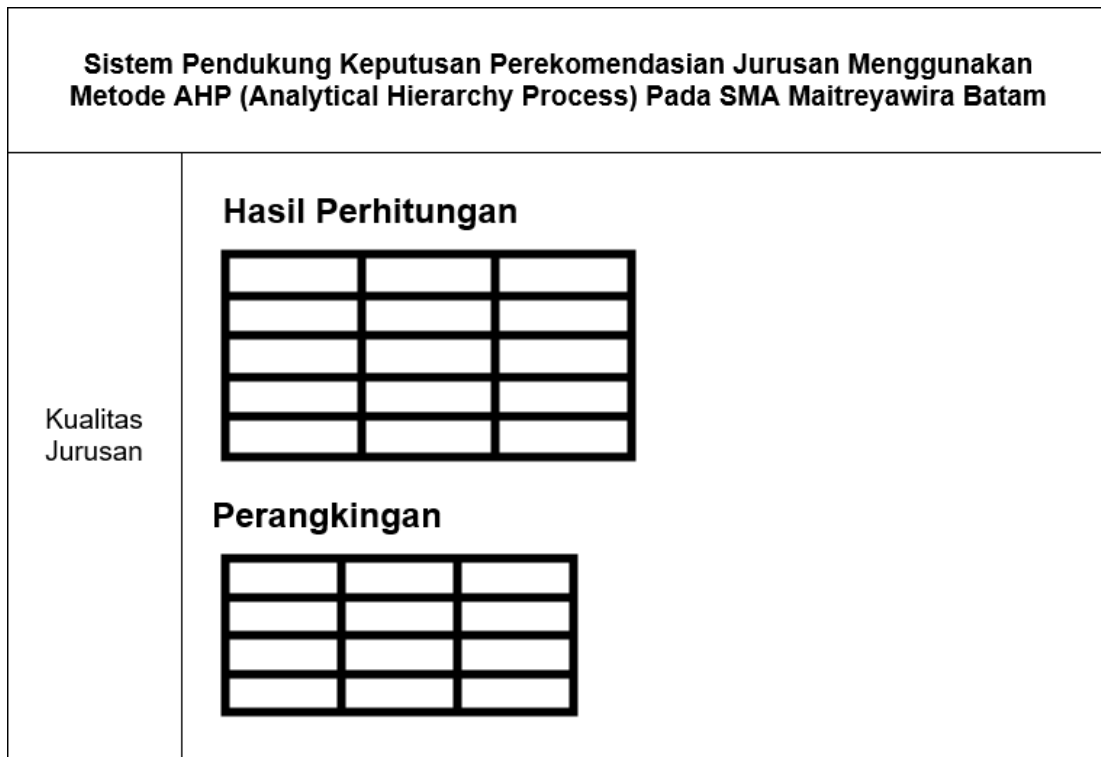 Sistem Pendukung Keputusan Perekomendasian Jurusan Menggunakan
Metode AHP (Analytical Hierarchy Process) Pada SMA Maitreyawira Batam
Hasil Perhitungan
Kualitas
Jurusan
Perangkingan